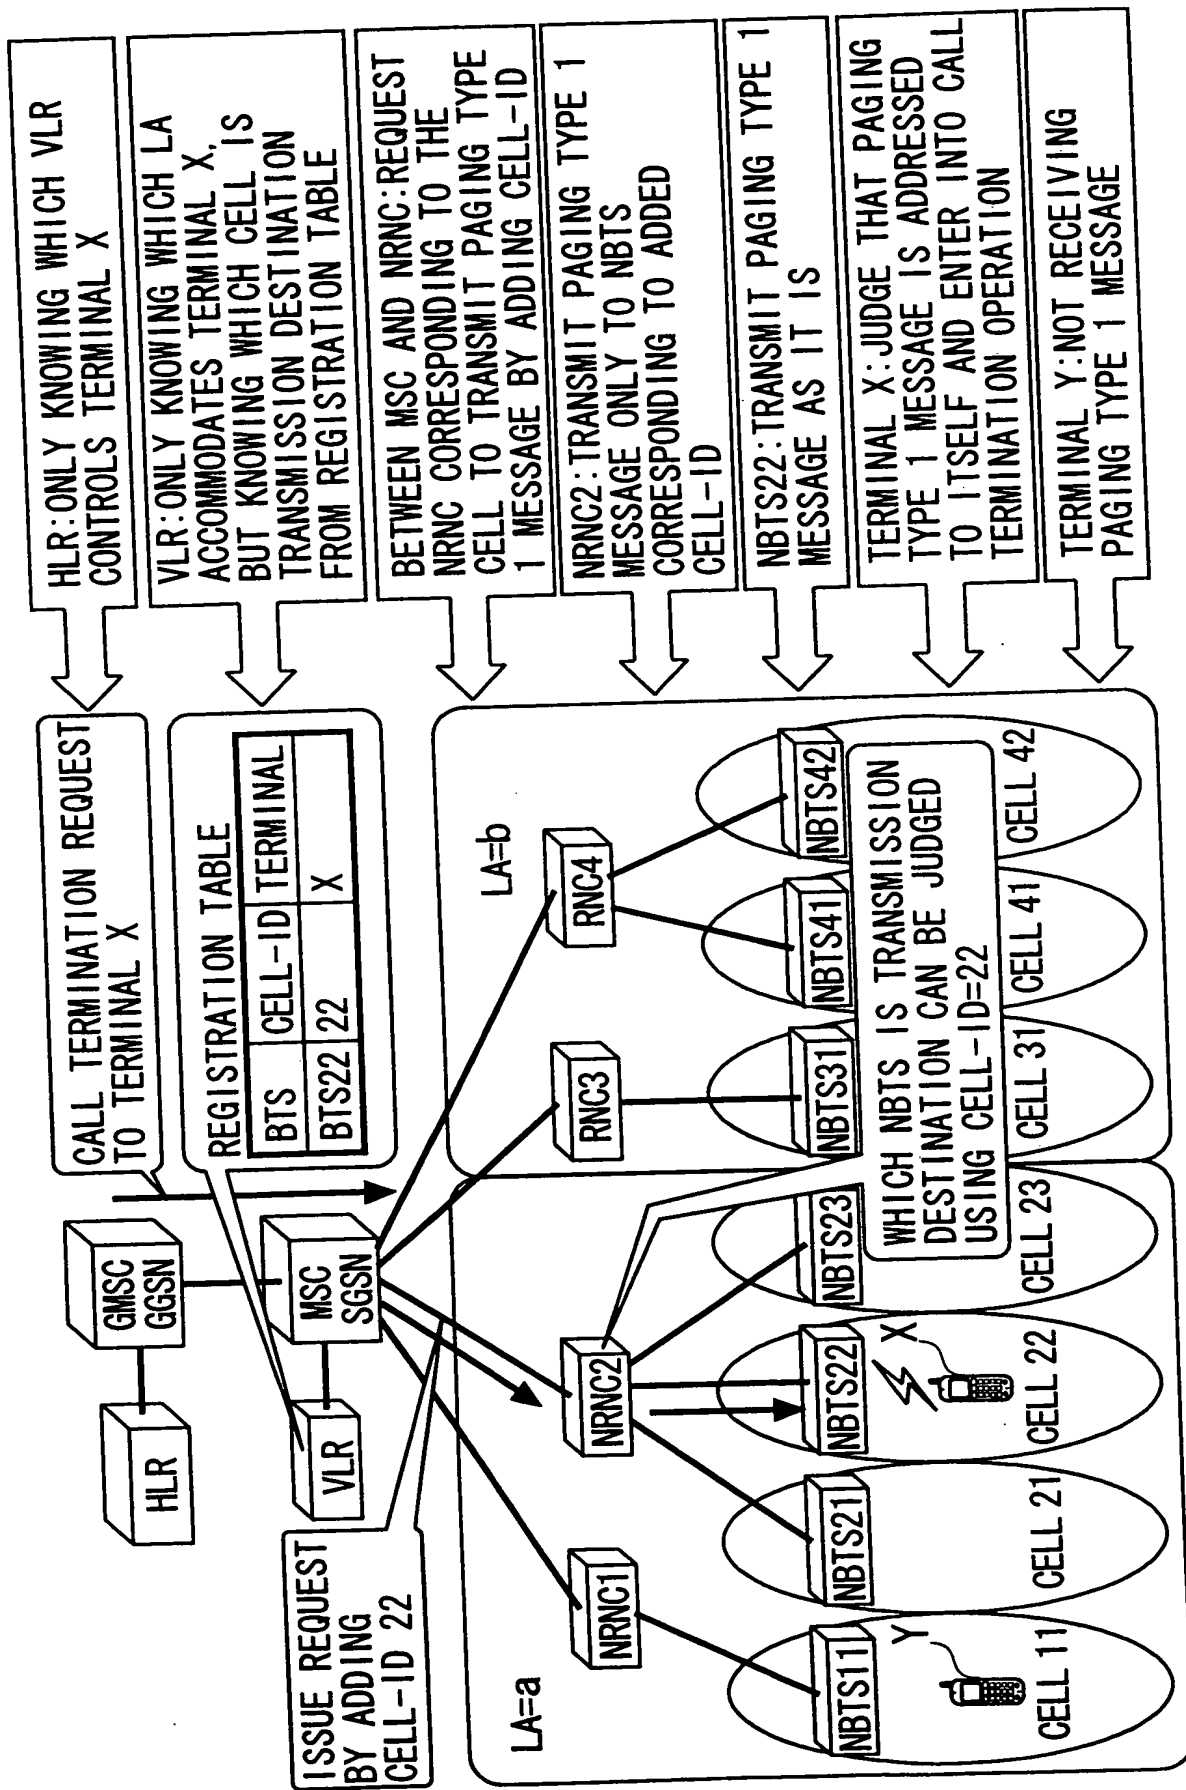 CALL TERMINATION REQUEST
TO TERMINAL X
HLR:ONLY KNOWING WHICH VLR
CONTROLS TERMINAL X
GMSC
GGSN
HLR
REGISTRATION TABLE
BTS CELL-ID TERMINAL
BTS22 22 X
VLR:ONLY KNOWING WHICH LA
ACCOMMODATES TERMINAL X,
BUT KNOWING WHICH CELL IS
TRANSMISSION DESTINATION
FROM REGISTRATION TABLE
MSC
SGSN
VLR
ISSUE REQUEST
BY ADDING
CELL-ID 22
BETWEEN MSC AND NRNC:REQUEST
NRNC CORRESPONDING TO THE
CELL TO TRANSMIT PAGING TYPE
1 MESSAGE BY ADDING CELL-ID
LA=a
LA=b
NRNC1
NRNC2
RNC3
RNC4
NRNC2:TRANSMIT PAGING TYPE 1
MESSAGE ONLY TO NBTS
CORRESPONDING TO ADDED
CELL-ID
NBTS11
NBTS21
NBTS22
NBTS23
NBTS31
NBTS41
NBTS42
NBTS22:TRANSMIT PAGING TYPE 1
MESSAGE AS IT IS
WHICH NBTS IS TRANSMISSION
DESTINATION CAN BE JUDGED
USING CELL-ID=22
Y
X
TERMINAL X:JUDGE THAT PAGING
TYPE 1 MESSAGE IS ADDRESSED
TO ITSELF AND ENTER INTO CALL
TERMINATION OPERATION
CELL 11
CELL 21
CELL 22
CELL 23
CELL 31
CELL 41
CELL 42
TERMINAL Y:NOT RECEIVING
PAGING TYPE 1 MESSAGE